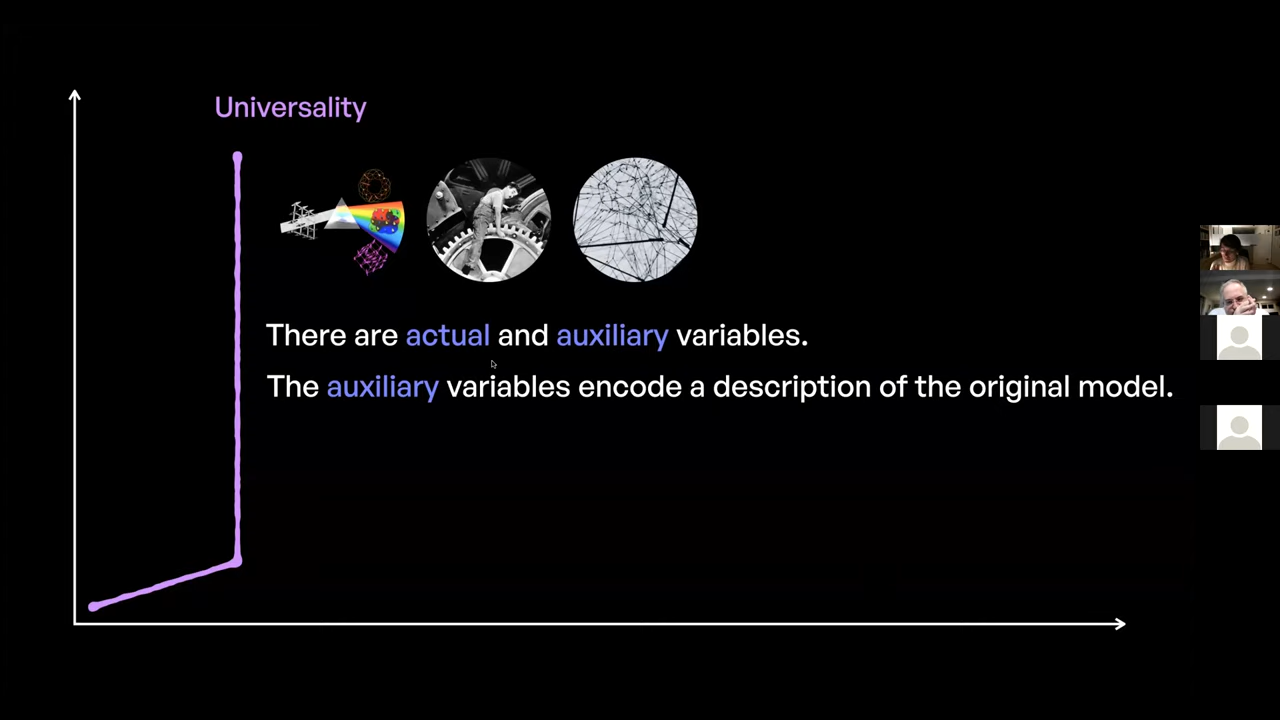 Universality
There are actual and auxiliary variables.
The auxiliary variables encode a description of the original model.